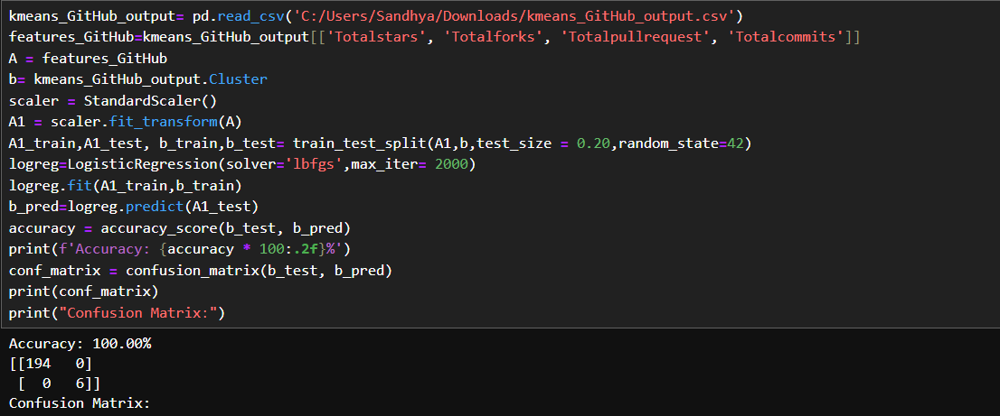 kmeans_GitHub_output= pd.read_csv('C:/Users/Sandhya/Downloads/kmeans_GitHub_output.csv')
features_GitHub=kmeans_GitHub_output[['Totalstars', 'Totalforks', 'Totalpullrequest', 'Totalcommits']]
A = features_GitHub
b= kmeans_GitHub_output.Cluster
scaler = StandardScaler()
A1 = scaler.fit_transform(A)
A1_train,A1_test, b_train,b_test= train_test_split(A1,b,test_size = 0.20,random_state=42)
logreg=LogisticRegression(solver='lbfgs',max_iter= 2000)
logreg.fit(A1_train,b_train)
b_pred=logreg.predict(A1_test)
accuracy = accuracy_score(b_test, b_pred)
print(f'Accuracy: {accuracy * 100:.2f}%')
conf_matrix = confusion_matrix(b_test, b_pred)
print(conf_matrix)
print("Confusion Matrix:")
Accuracy: 100.00%
[[194   0]
 [  0   6]]
Confusion Matrix: